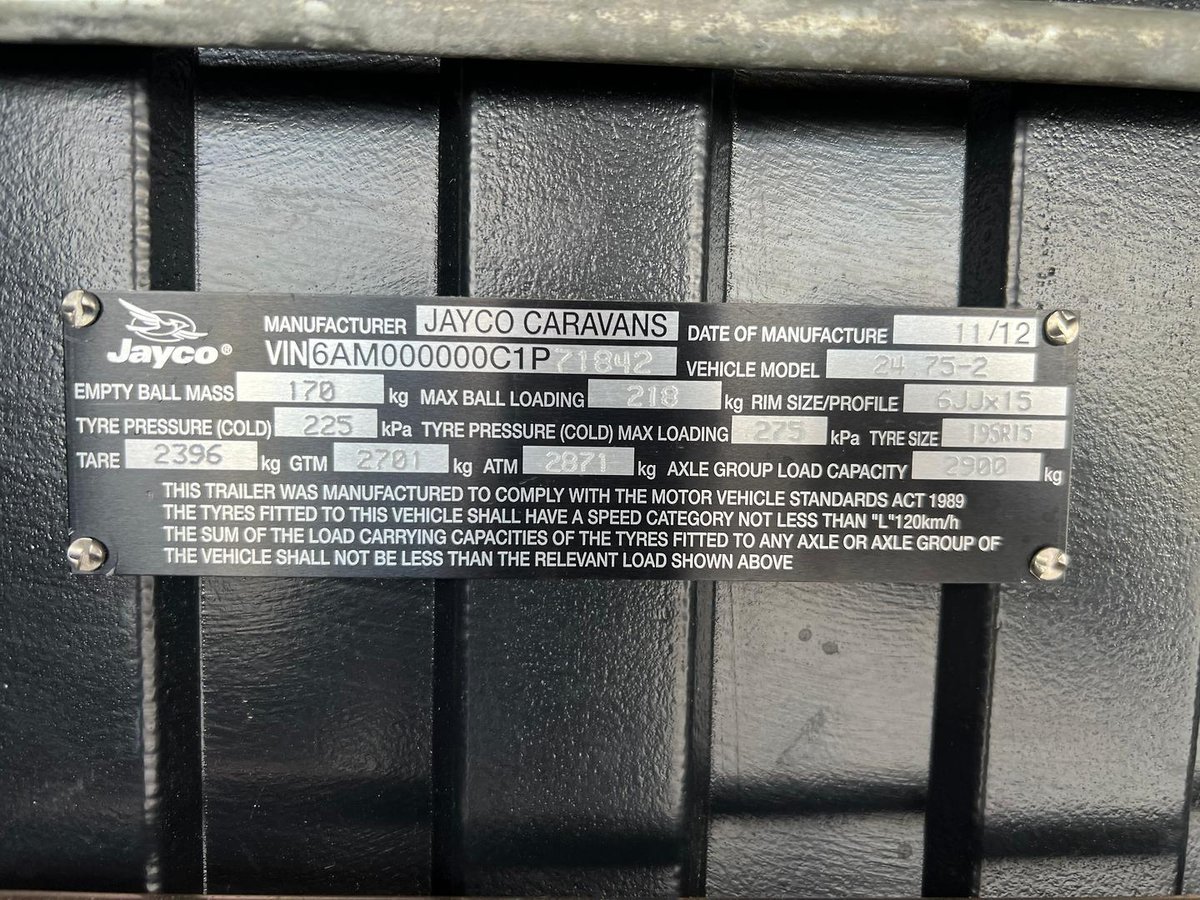 Jayco®
MANUFACTURER JAYCO CARAVANS DATE OF MANUFACTURE 11/12
VIN 6AM000000C1P71842 VEHICLE MODEL 24 75-2
EMPTY BALL MASS 170 kg MAX BALL LOADING 218 kg RIM SIZE/PROFILE 6JJx15
TYRE PRESSURE (COLD) 225 kPa TYRE PRESSURE (COLD) MAX LOADING 275 kPa TYRE SIZE 195R15
TARE 2396 kg GTM 2701 kg ATM 2871 kg AXLE GROUP LOAD CAPACITY 2900 kg
THIS TRAILER WAS MANUFACTURED TO COMPLY WITH THE MOTOR VEHICLE STANDARDS ACT 1989
THE TYRES FITTED TO THIS VEHICLE SHALL HAVE A SPEED CATEGORY NOT LESS THAN "L"120km/h
THE SUM OF THE LOAD CARRYING CAPACITIES OF THE TYRES FITTED TO ANY AXLE OR AXLE GROUP OF
THE VEHICLE SHALL NOT BE LESS THAN THE RELEVANT LOAD SHOWN ABOVE